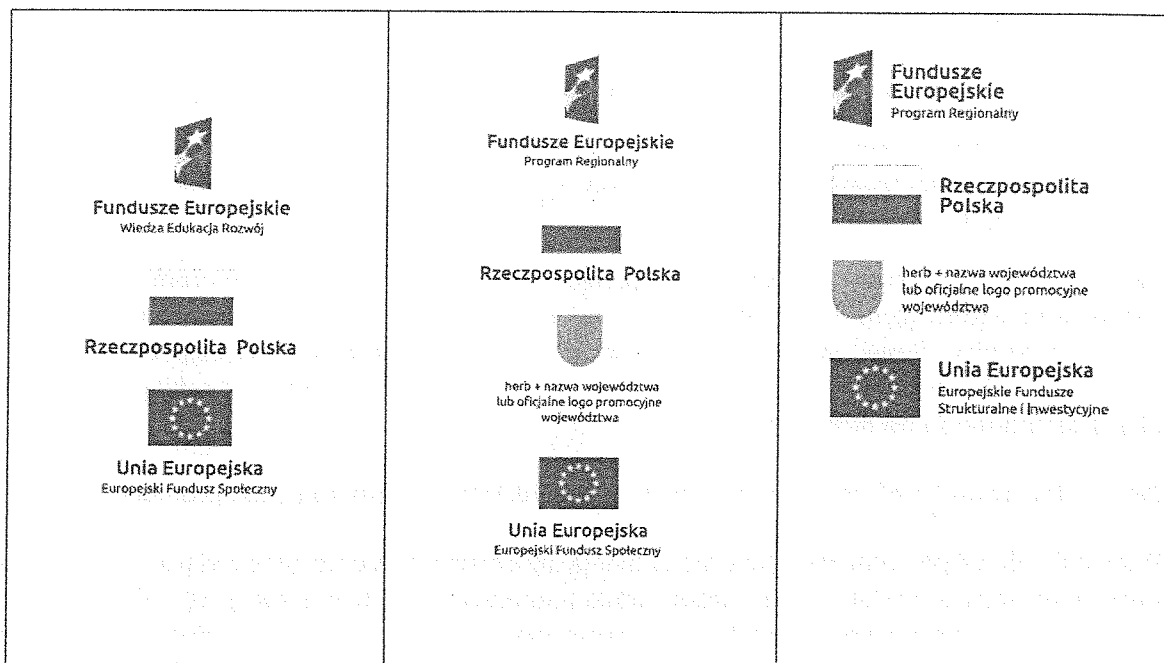 Fundusze Europejskie
Wiedza Edukacja Rozwój
Rzeczpospolita Polska
Unia Europejska
Europejski Fundusz Społeczny
Fundusze Europejskie
Program Regionalny
Rzeczpospolita Polska
herb + nazwa województwa
lub oficjalne logo promocyjne
województwa
Unia Europejska
Europejski Fundusz Społeczny
Fundusze
Europejskie
Program Regionalny
Rzeczpospolita
Polska
herb + nazwa województwa
lub oficjalne logo promocyjne
województwa
Unia Europejska
Europejskie Fundusze
Strukturalne i Inwestycyjne